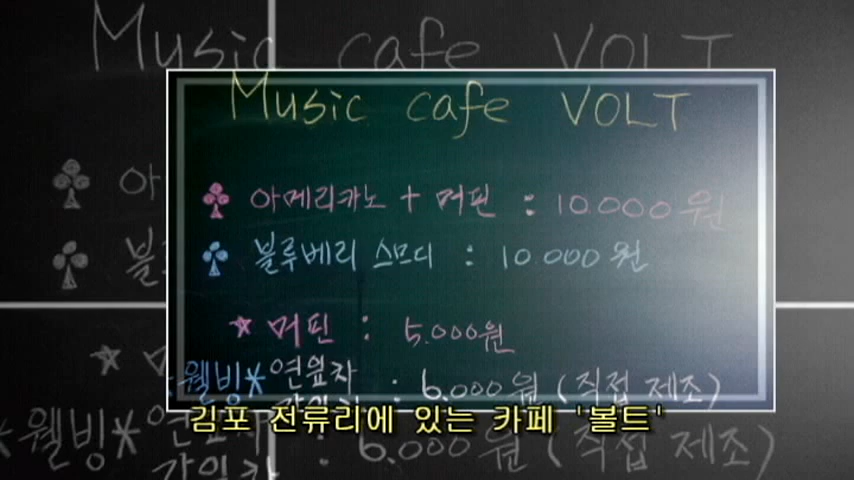 Music cafe VOLT
♣ 아메리카노 + 머핀 : 10.000원
♣ 블루베리 스므디 : 10.000원
★ 머핀 : 5.000원
웰빙* 연잎차 : 6.000원 (직접 제조)
김포 전류리에 있는 카페 '볼트'